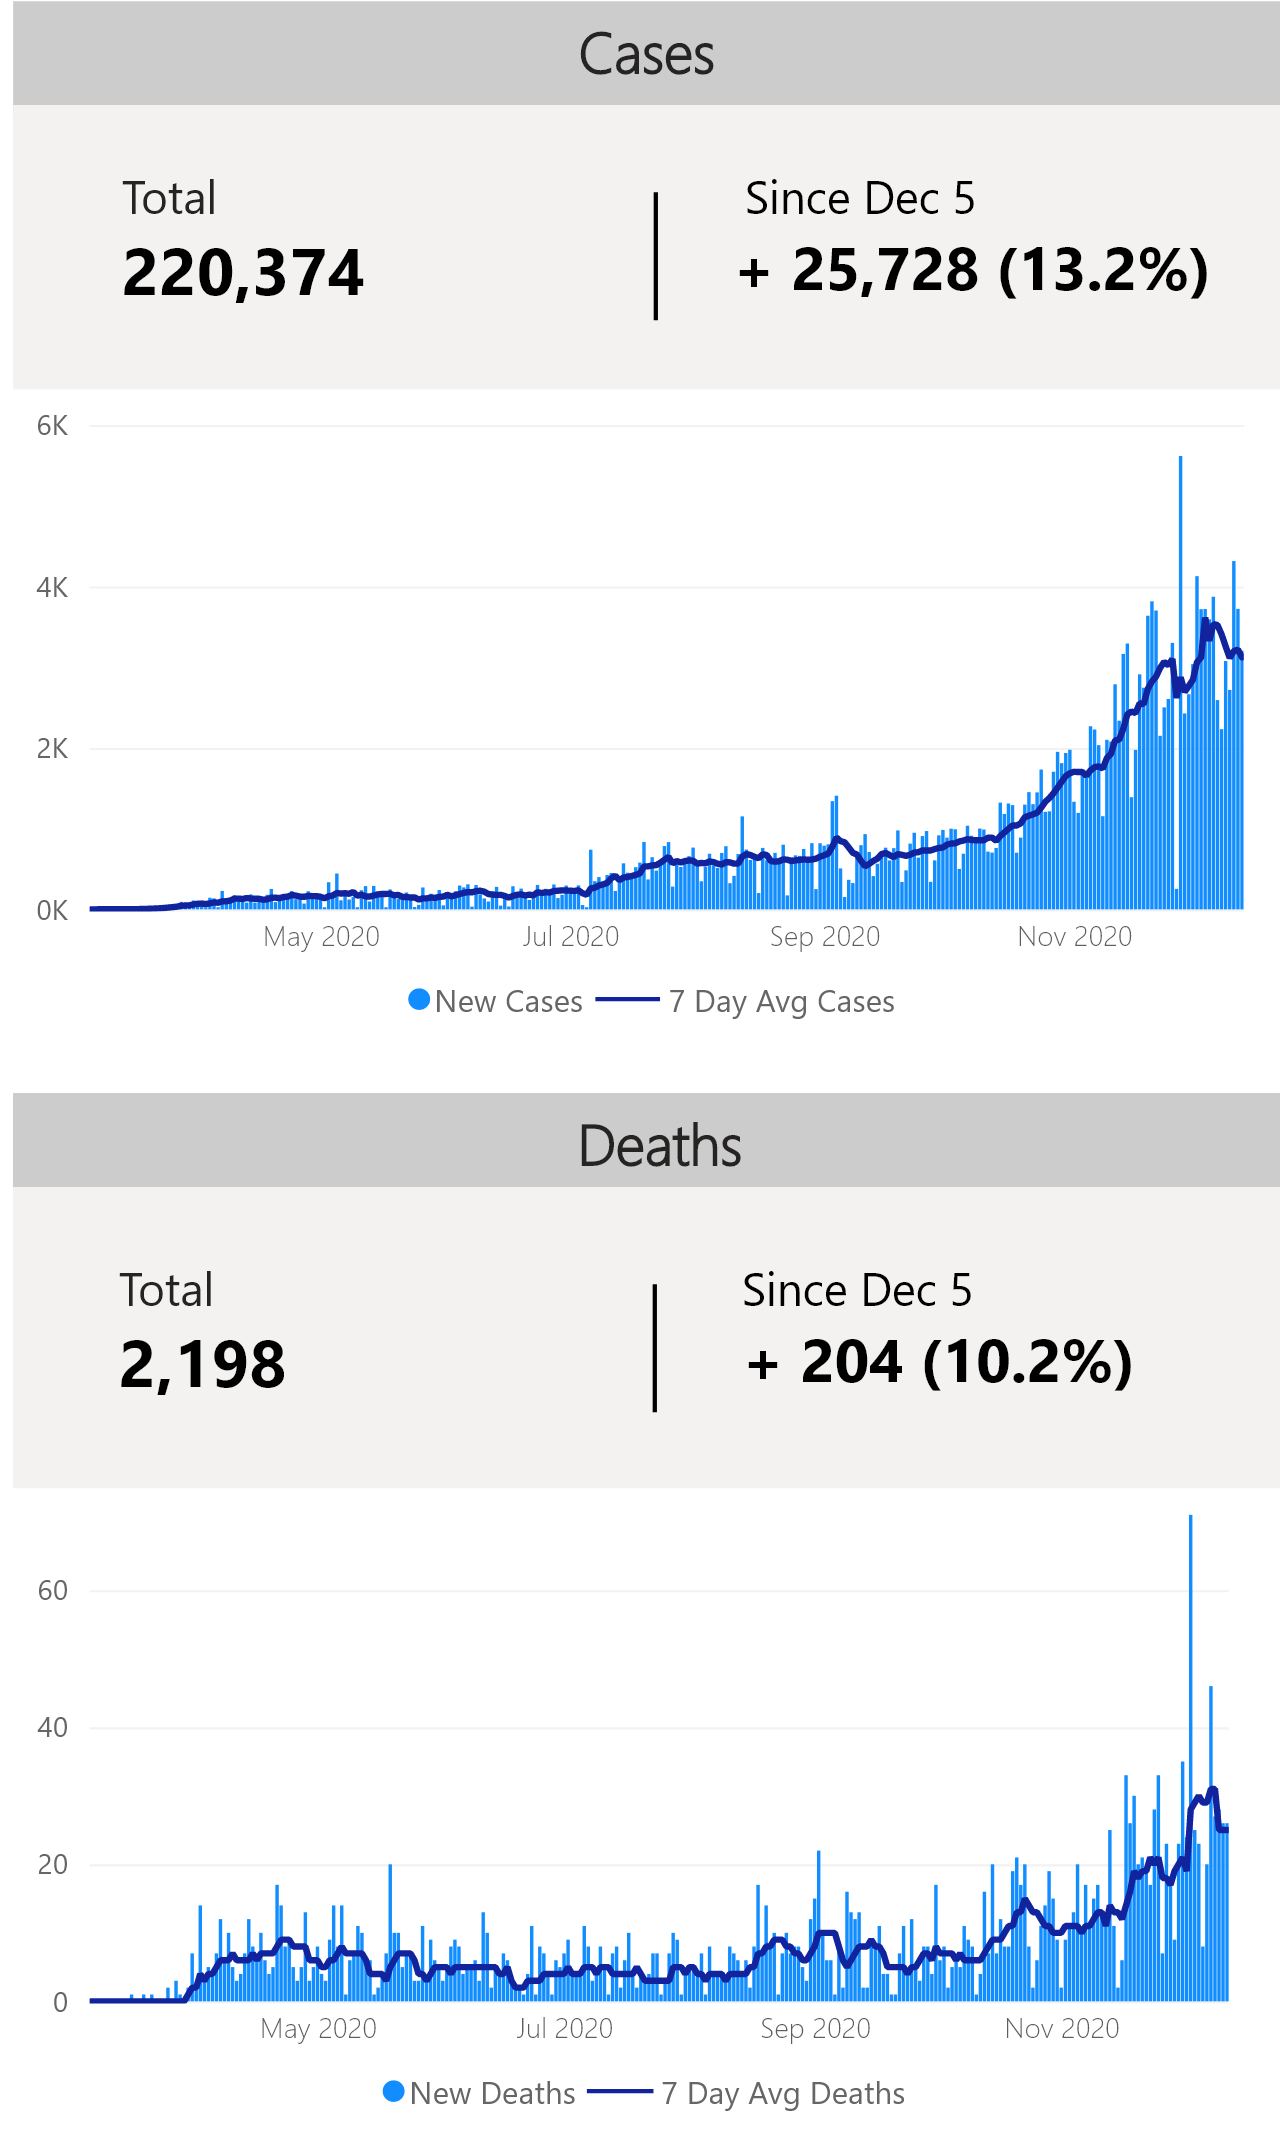 Cases
Total
Since Dec 5
220,374
+ 25,728 (13.2%)
6K
4K
2K
0K
May 2020
Jul 2020
Sep 2020
Nov 2020
New Cases
7 Day Avg Cases
Deaths
Total
Since Dec 5
2,198
+ 204 (10.2%)
60
40
20
0
May 2020
Jul 2020
Sep 2020
Nov 2020
New Deaths
7 Day Avg Deaths